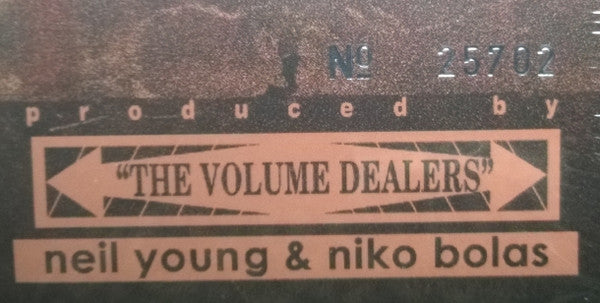 Nº 25702
produced by
"THE VOLUME DEALERS"
neil young & niko bolas